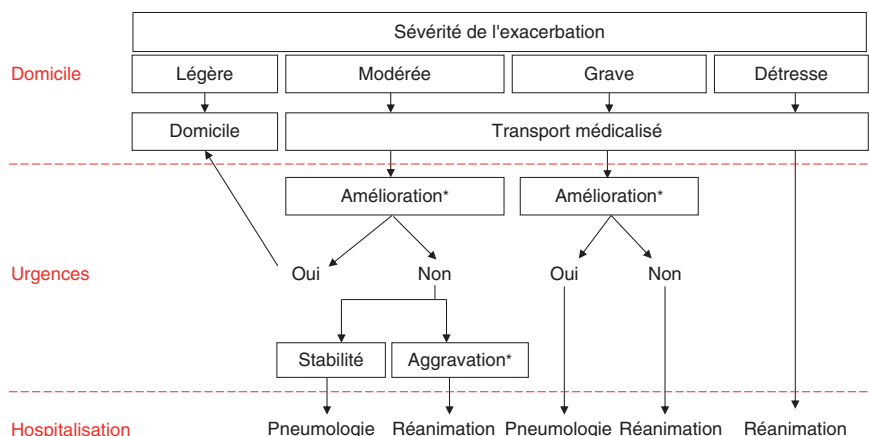 Sévérité de l'exacerbation
Domicile Légère Modérée Grave Détresse
Domicile Transport médicalisé
Amélioration* Amélioration*
Urgences Oui Non Oui Non
Stabilité Aggravation*
Hospitalisation Pneumologie Réanimation Pneumologie Réanimation Réanimation